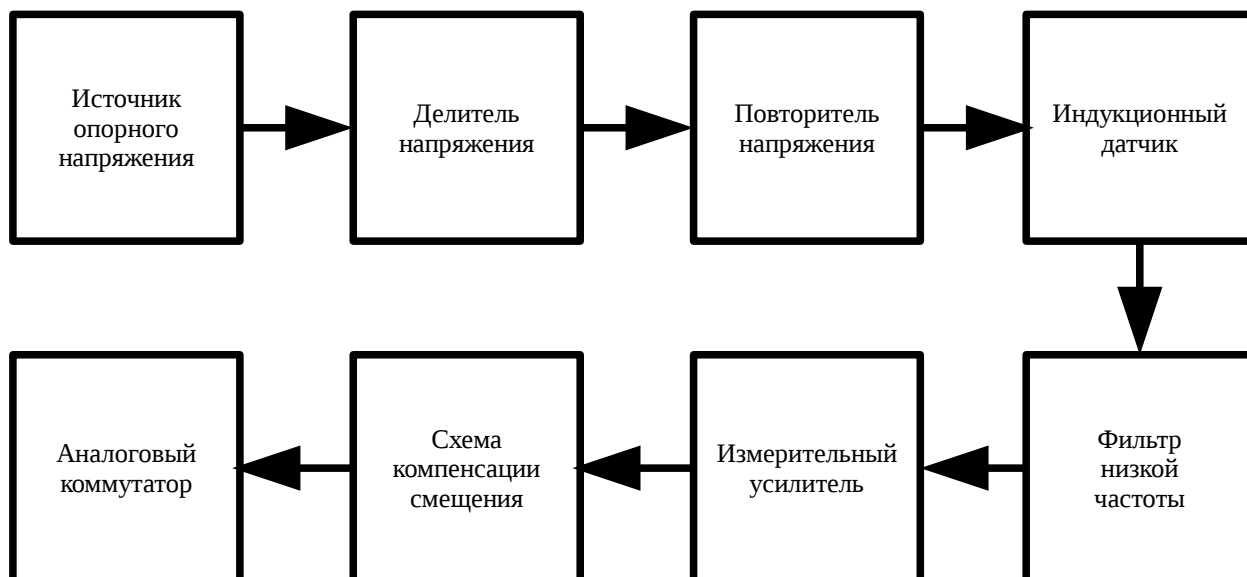 Источник
опорного
напряжения
Делитель
напряжения
Повторитель
напряжения
Индукционный
датчик
Аналоговый
коммутатор
Схема
компенсации
смещения
Измерительный
усилитель
Фильтр
низкой
частоты